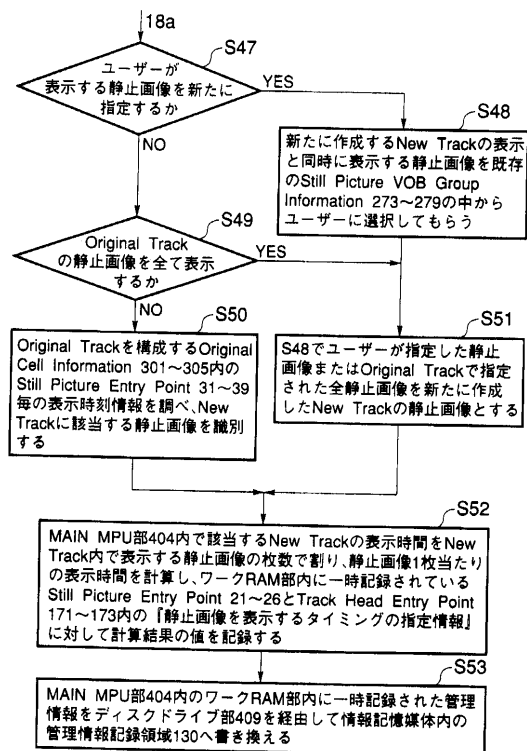 18a
S47
ユーザーが
表示する静止画像を新たに
指定するか
YES
NO
S48
新たに作成するNew Trackの表示
と同時に表示する静止画像を既存
のStill Picture VOB Group
Information 273～279の中から
ユーザーに選択してもらう
S49
Original Track
の静止画像を全て表示
するか
YES
NO
S50
Original Trackを構成するOriginal
Cell Information 301～305内の
Still Picture Entry Point 31～39
毎の表示時刻情報を調べ、New
Trackに該当する静止画像を識別
する
S51
S48でユーザーが指定した静止
画像またはOriginal Trackで指定
された全静止画像を新たに作成
したNew Trackの静止画像とする
S52
MAIN MPU部404内で該当するNew Trackの表示時間をNew
Track内で表示する静止画像の枚数で割り、静止画像1枚当たり
の表示時間を計算し、ワークRAM部内に一時記録されている
Still Picture Entry Point 21～26とTrack Head Entry Point
171～173内の『静止画像を表示するタイミングの指定情報』
に対して計算結果の値を記録する
S53
MAIN MPU部404内のワークRAM部内に一時記録された管理
情報をディスクドライブ部409を経由して情報記憶媒体内の
管理情報記録領域130へ書き換える